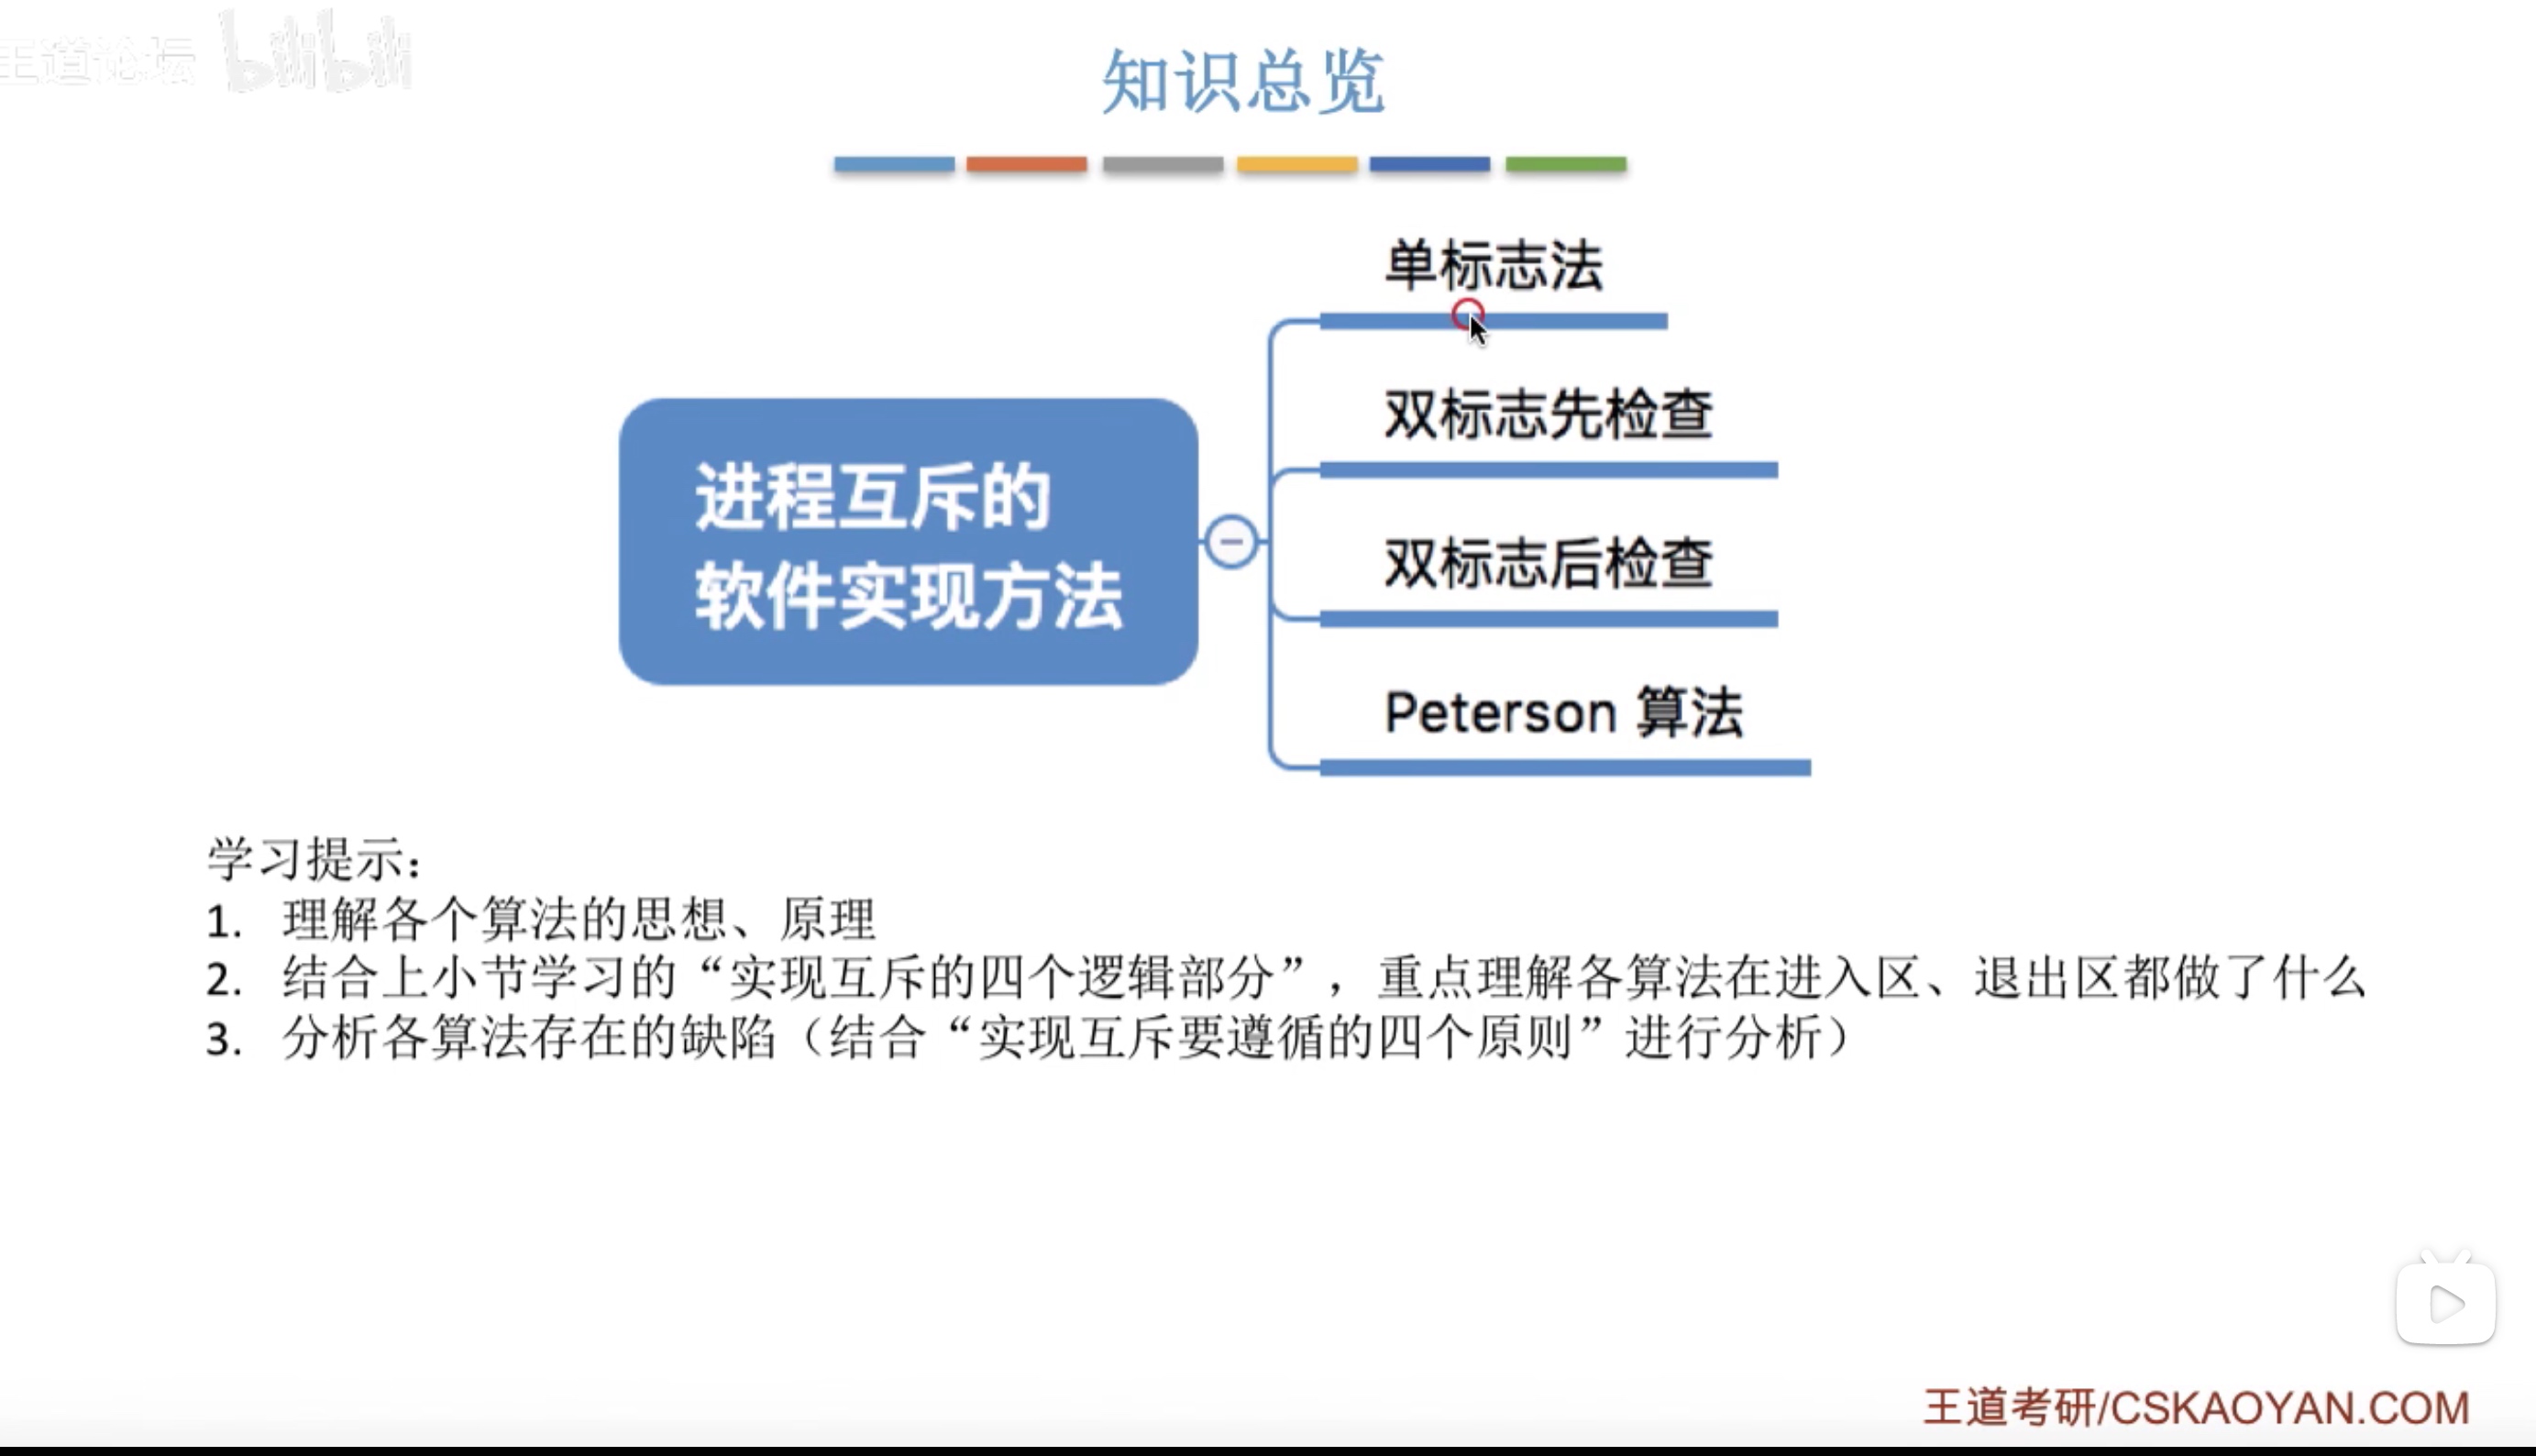 王道论坛 bilibili
知识总览
单标志法
双标志先检查
进程互斥的
软件实现方法
双标志后检查
Peterson 算法
学习提示：
1. 理解各个算法的思想、原理
2. 结合上小节学习的“实现互斥的四个逻辑部分”，重点理解各算法在进入区、退出区都做了什么
3. 分析各算法存在的缺陷（结合“实现互斥要遵循的四个原则”进行分析）
王道考研/CSKAOYAN.COM